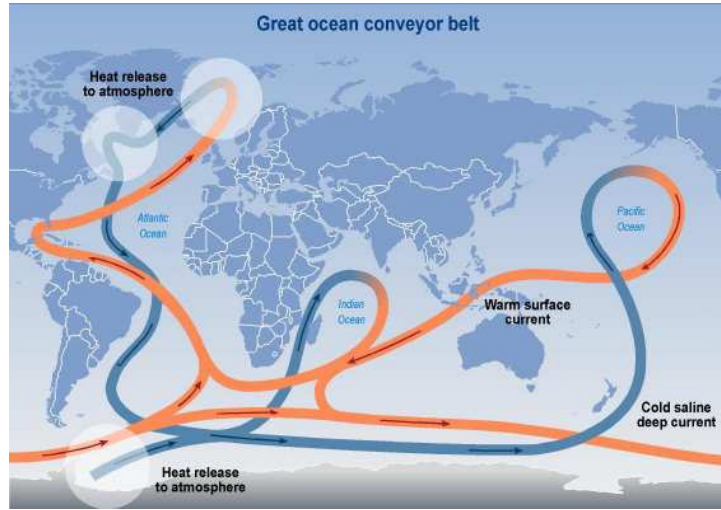 Great ocean conveyor belt
Heat release
to atmosphere
Atlantic
Ocean
Pacific
Ocean
Indian
Ocean
Warm surface
current
Cold saline
deep current
Heat release
to atmosphere